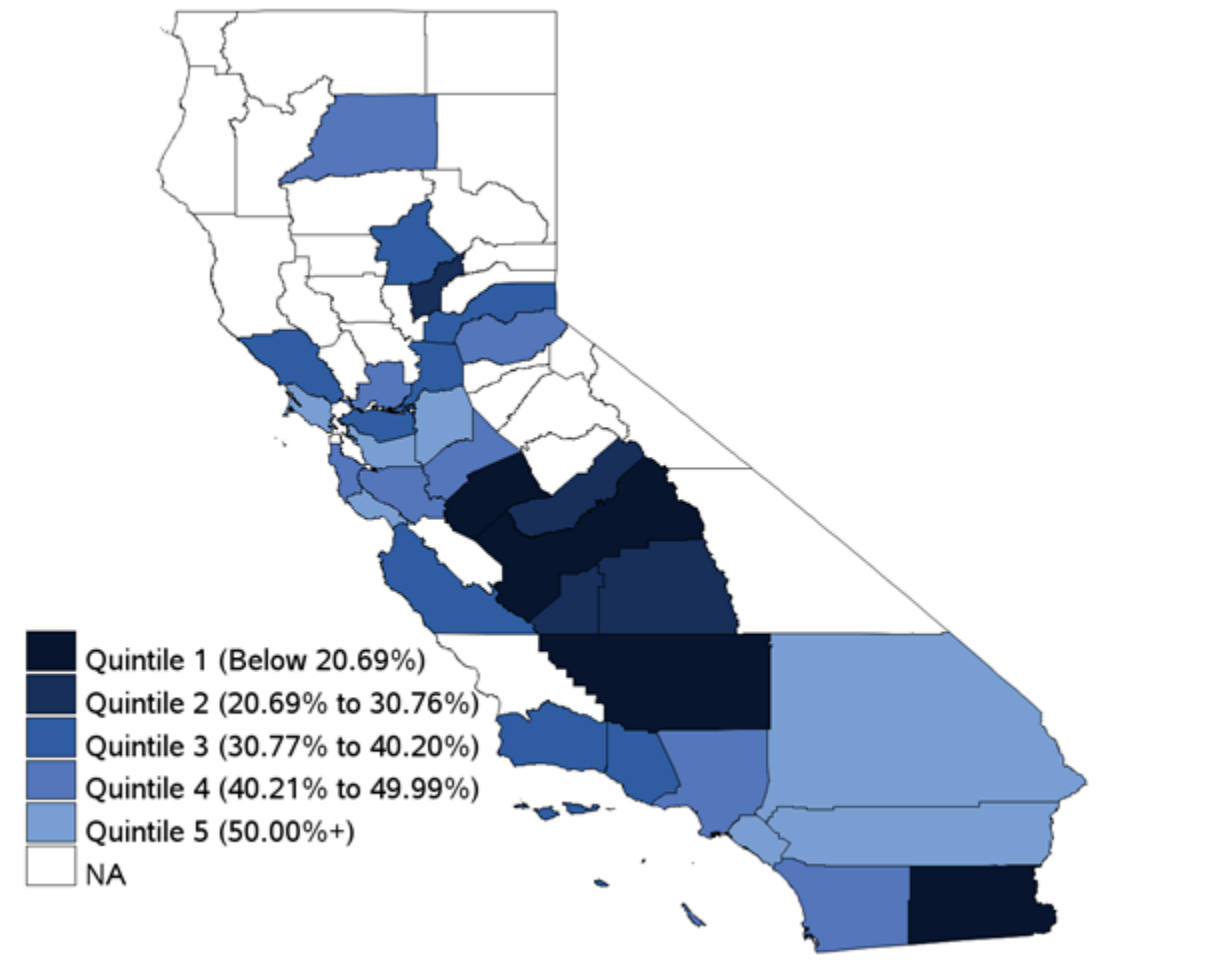 Quintile 1 (Below 20.69%)
Quintile 2 (20.69% to 30.76%)
Quintile 3 (30.77% to 40.20%)
Quintile 4 (40.21% to 49.99%)
Quintile 5 (50.00%+)
NA